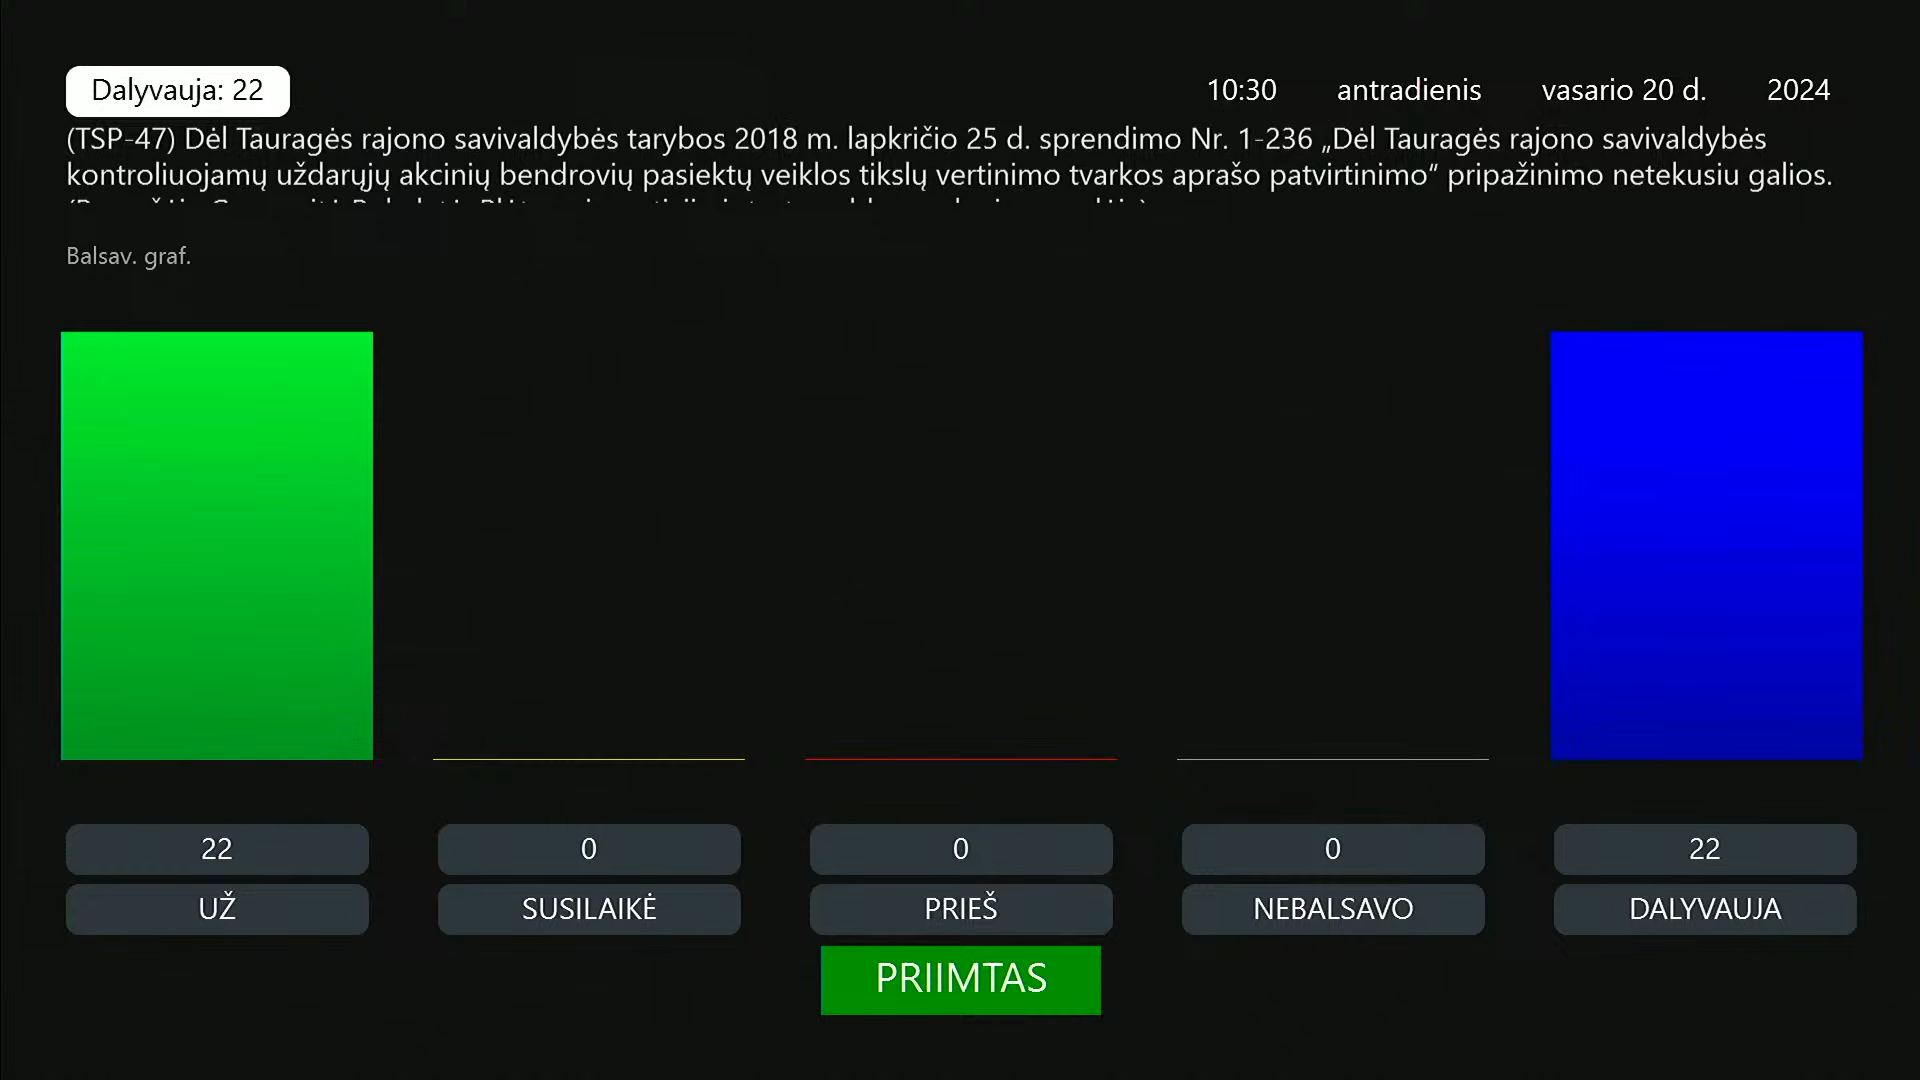 Dalyvauja: 22 10:30 antradienis vasario 20 d. 2024
(TSP-47) Dėl Tauragės rajono savivaldybės tarybos 2018 m. lapkričio 25 d. sprendimo Nr. 1-236 „Dėl Tauragės rajono savivaldybės
kontroliuojamų uždarųjų akcinių bendrovių pasiektų veiklos tikslų vertinimo tvarkos aprašo patvirtinimo“ pripažinimo netekusiu galios.
Balsav. graf.
22 0 0 0 22
UŽ SUSILAIKĖ PRIEŠ NEBALSAVO DALYVAUJA
PRIIMTAS